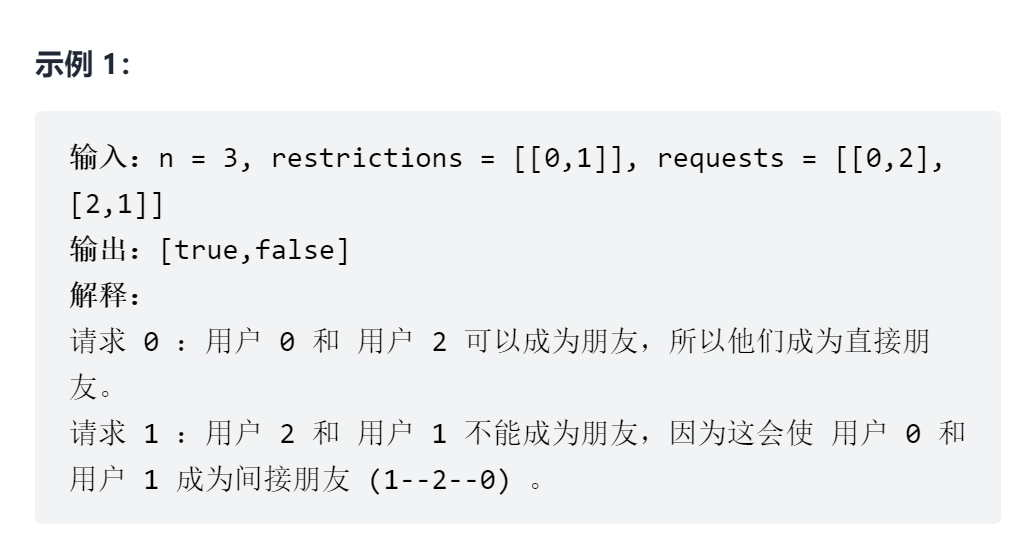 示例 1：
输入：n = 3, restrictions = [[0,1]], requests = [[0,2],
[2,1]]
输出：[true,false]
解释：
请求 0 ：用户 0 和 用户 2 可以成为朋友，所以他们成为直接朋
友。
请求 1 ：用户 2 和 用户 1 不能成为朋友，因为这会使 用户 0 和
用户 1 成为间接朋友 (1--2--0) 。